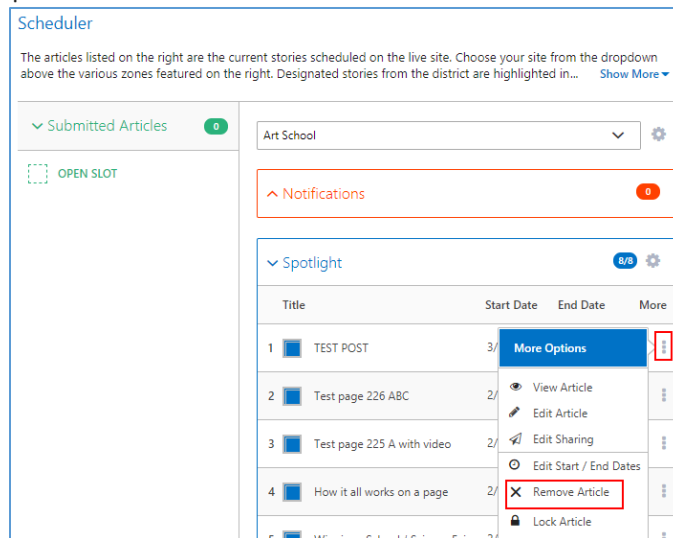 Scheduler
The articles listed on the right are the current stories scheduled on the live site. Choose your site from the dropdown
above the various zones featured on the right. Designated stories from the district are highlighted in... Show More
Submitted Articles 0
OPEN SLOT
Art School
Notifications 0
Spotlight 8/8
Title Start Date End Date More
1 TEST POST 3/
More Options
2 Test page 226 ABC 2/
View Article
Edit Article
3 Test page 225 A with video 2/
Edit Sharing
Edit Start / End Dates
4 How it all works on a page 2/
Remove Article
Lock Article